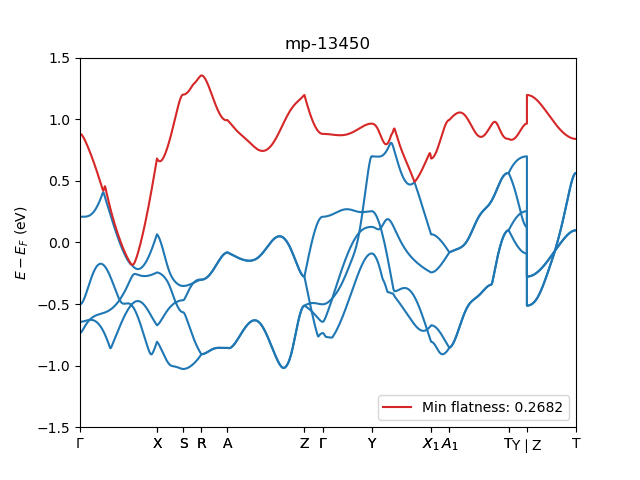 mp-13450
1.5
1.0
0.5
0.0
−0.5
−1.0
−1.5
E − E_F (eV)
Min flatness: 0.2682
Γ X S R A Z Γ Y X₁ A₁ T Y | Z T